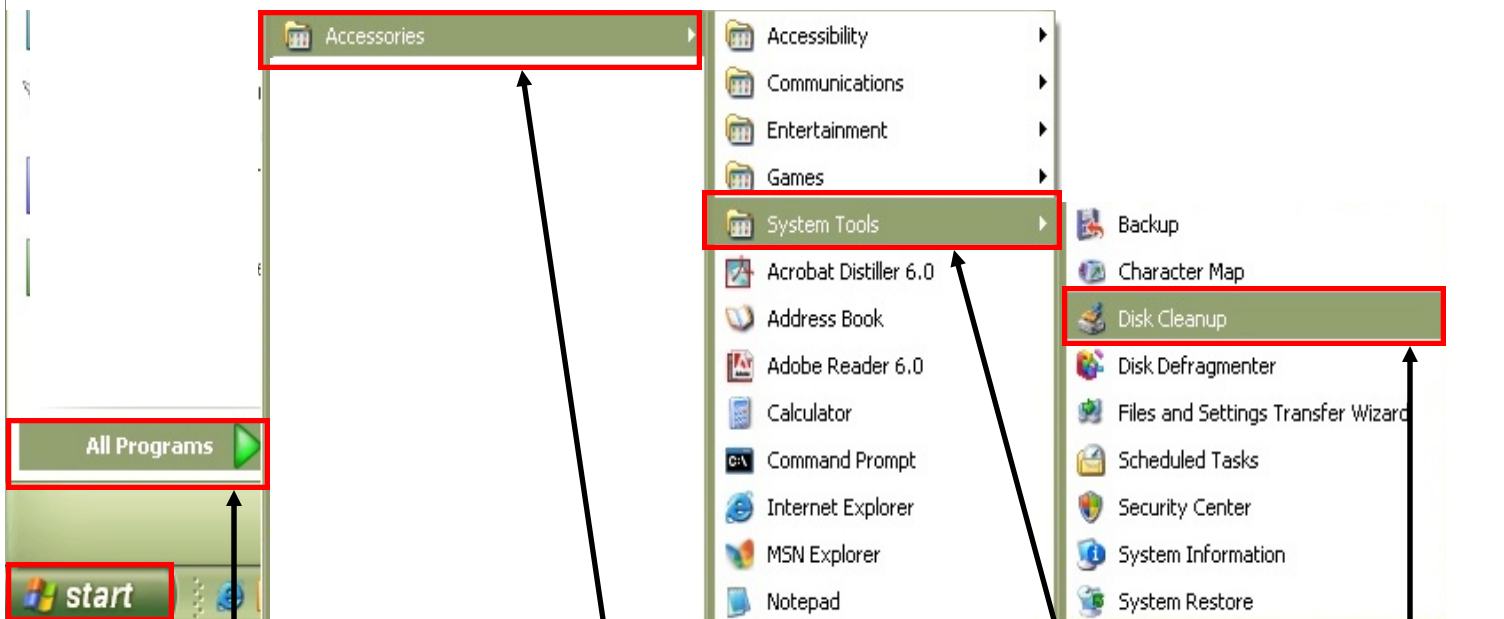 Accessories
Accessibility
Communications
Entertainment
Games
System Tools
Acrobat Distiller 6.0
Address Book
Adobe Reader 6.0
Calculator
Command Prompt
Internet Explorer
MSN Explorer
Notepad
Backup
Character Map
Disk Cleanup
Disk Defragmenter
Files and Settings Transfer Wizard
Scheduled Tasks
Security Center
System Information
System Restore
All Programs
start